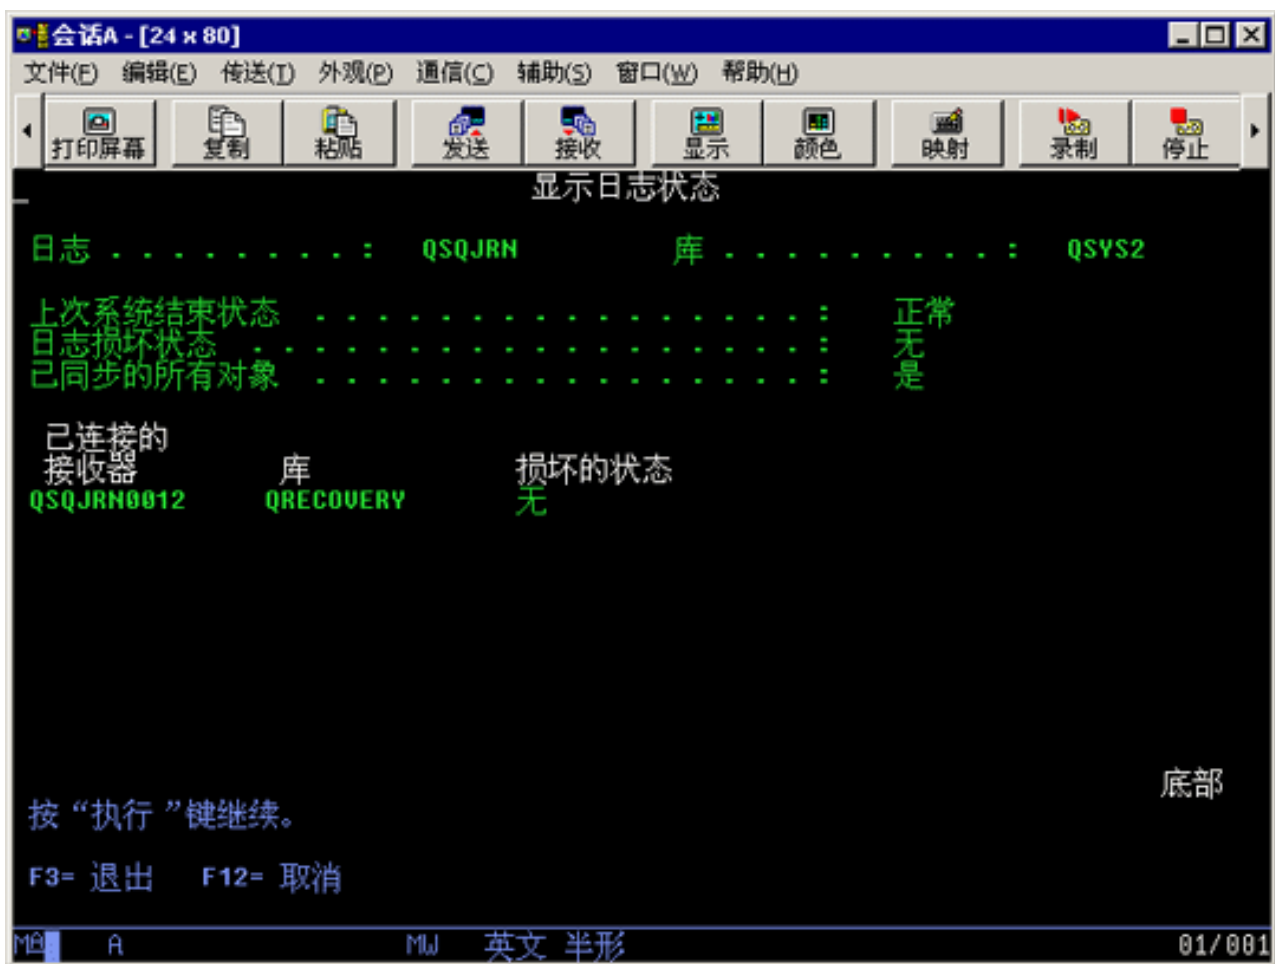 会话A - [24 x 80]
文件(F) 编辑(E) 传送(T) 外观(P) 通信(C) 辅助(S) 窗口(W) 帮助(H)
打印屏幕 复制 粘贴 发送 接收 显示 颜色 映射 录制 停止
显示日志状态
日志 . . . . . . . . . : QSQJRN 库 . . . . . . . . . . : QSYS2
上次系统结束状态 . . . . . . . . . . . . . . . . . : 正常
日志损坏状态 . . . . . . . . . . . . . . . . . . . : 无
已同步的所有对象 . . . . . . . . . . . . . . . . . : 是
已连接的
接收器 库 损坏的状态
QSQJRN0012 QRECOVERY 无
底部
按“执行”键继续。
F3= 退出 F12= 取消
MA A MW 英文 半形 01/001